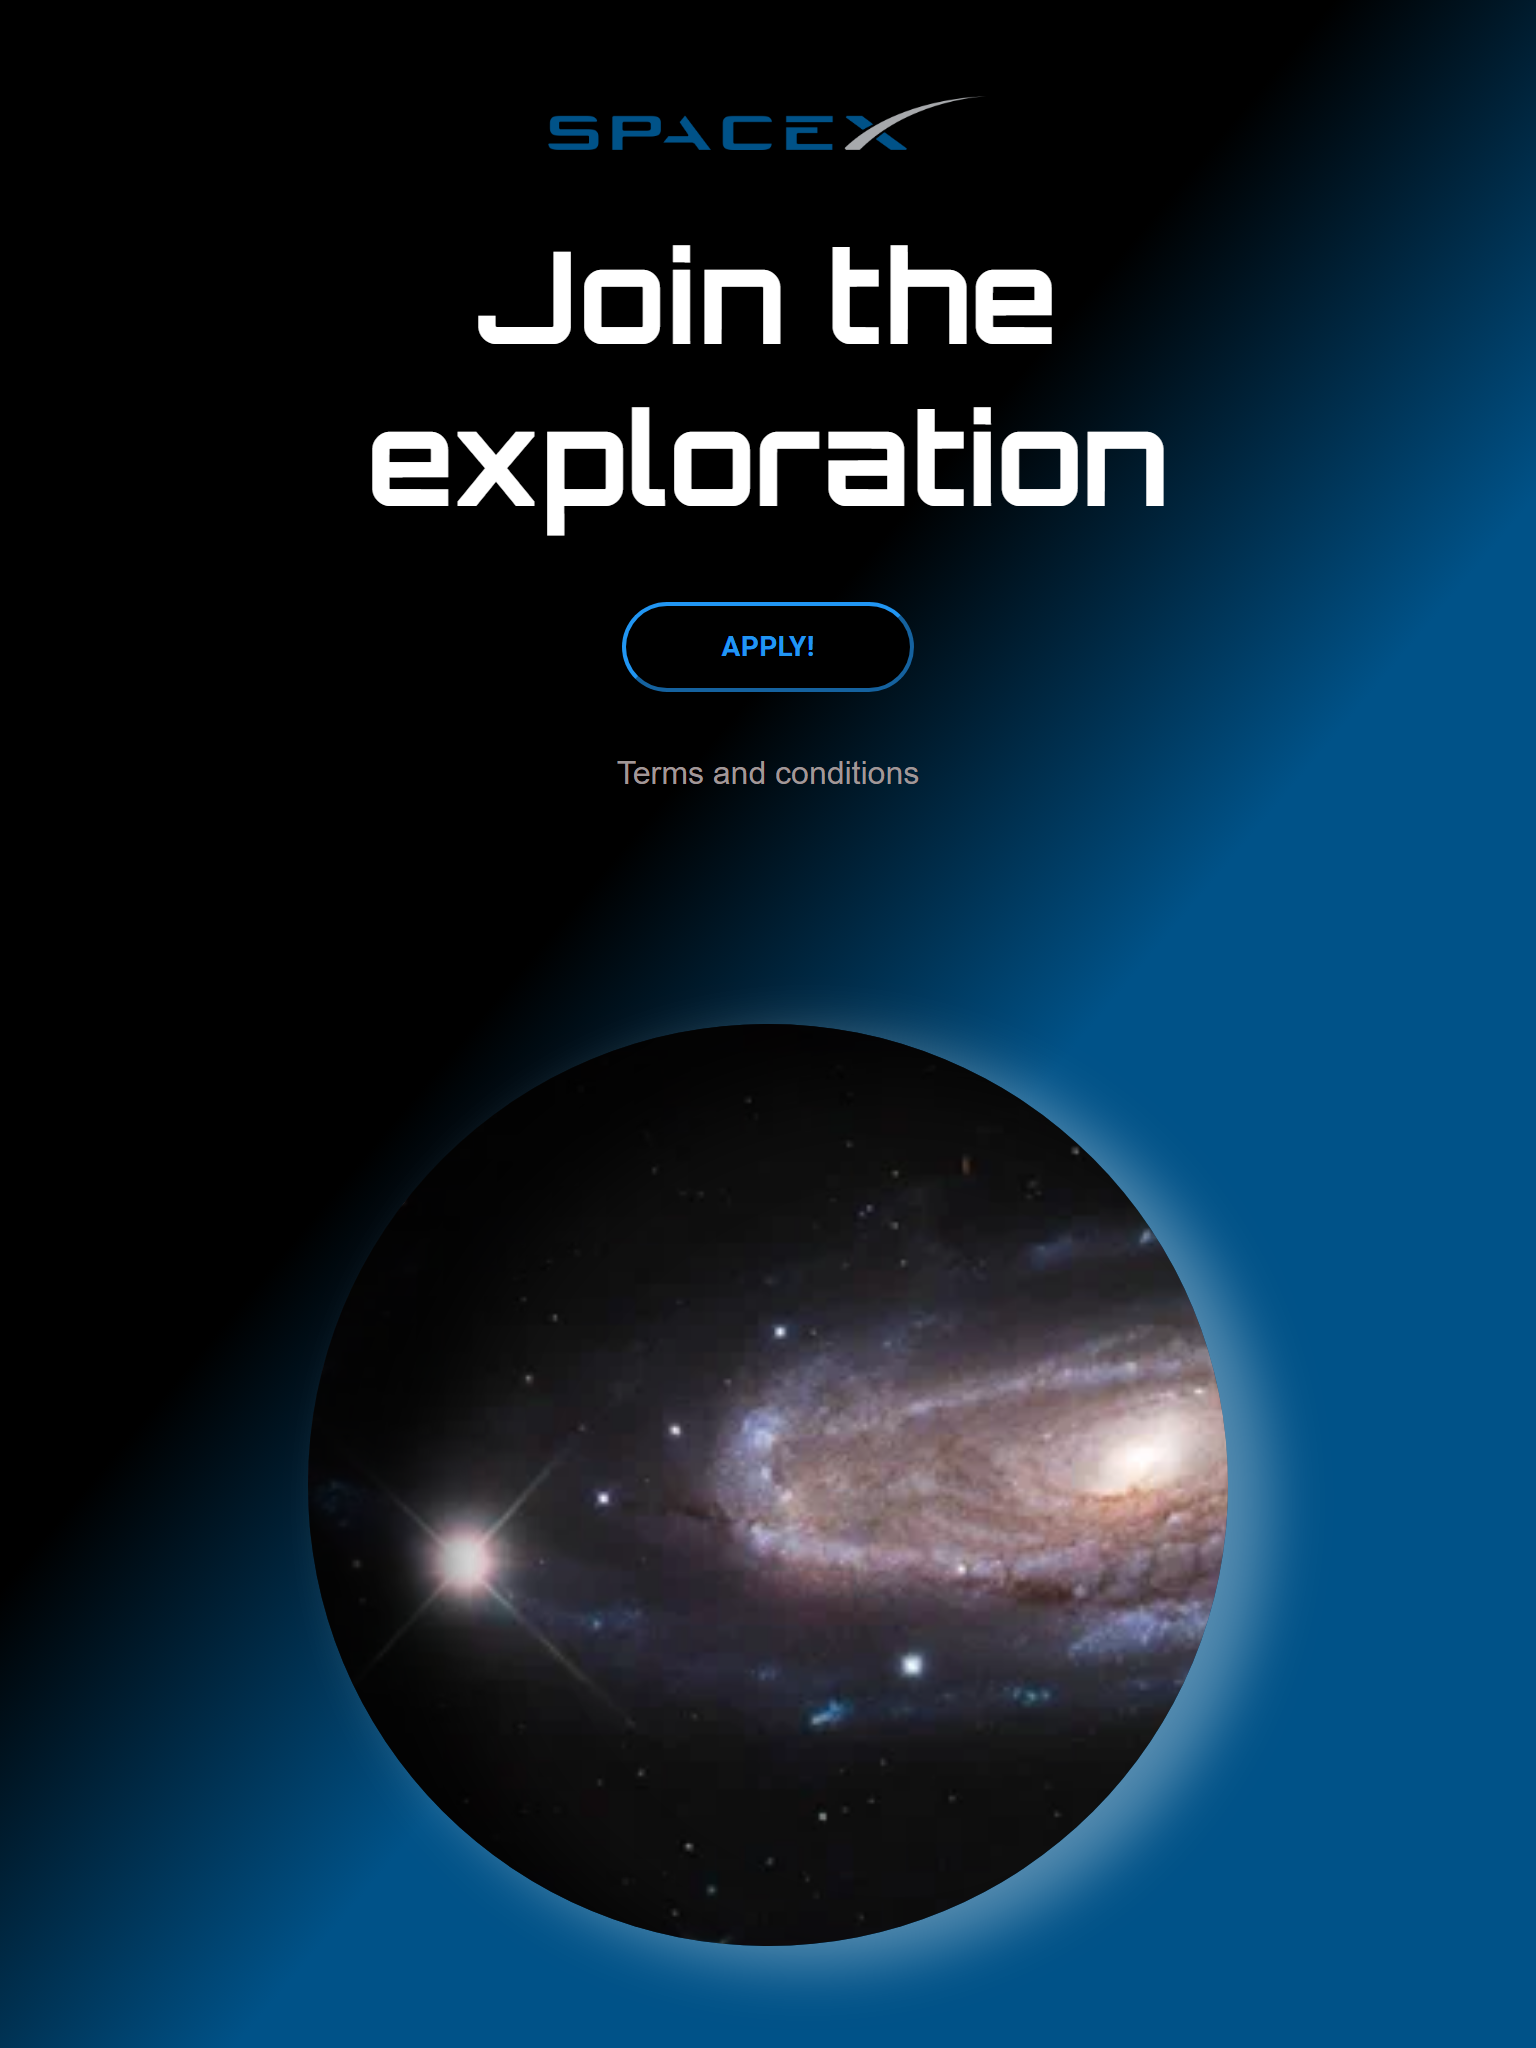 SPACEX
Join the
exploration
APPLY!
Terms and conditions